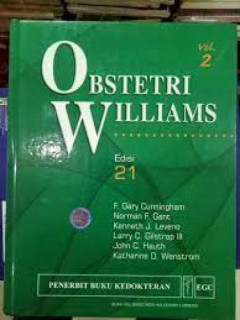 Vol.
2
OBSTETRI
WILLIAMS
Edisi
21
F. Gary Cunningham
Norman F. Gant
Kenneth J. Leveno
Larry C. Gilstrap III
John C. Hauth
Katharine D. Wenstrom
PENERBIT BUKU KEDOKTERAN EGC